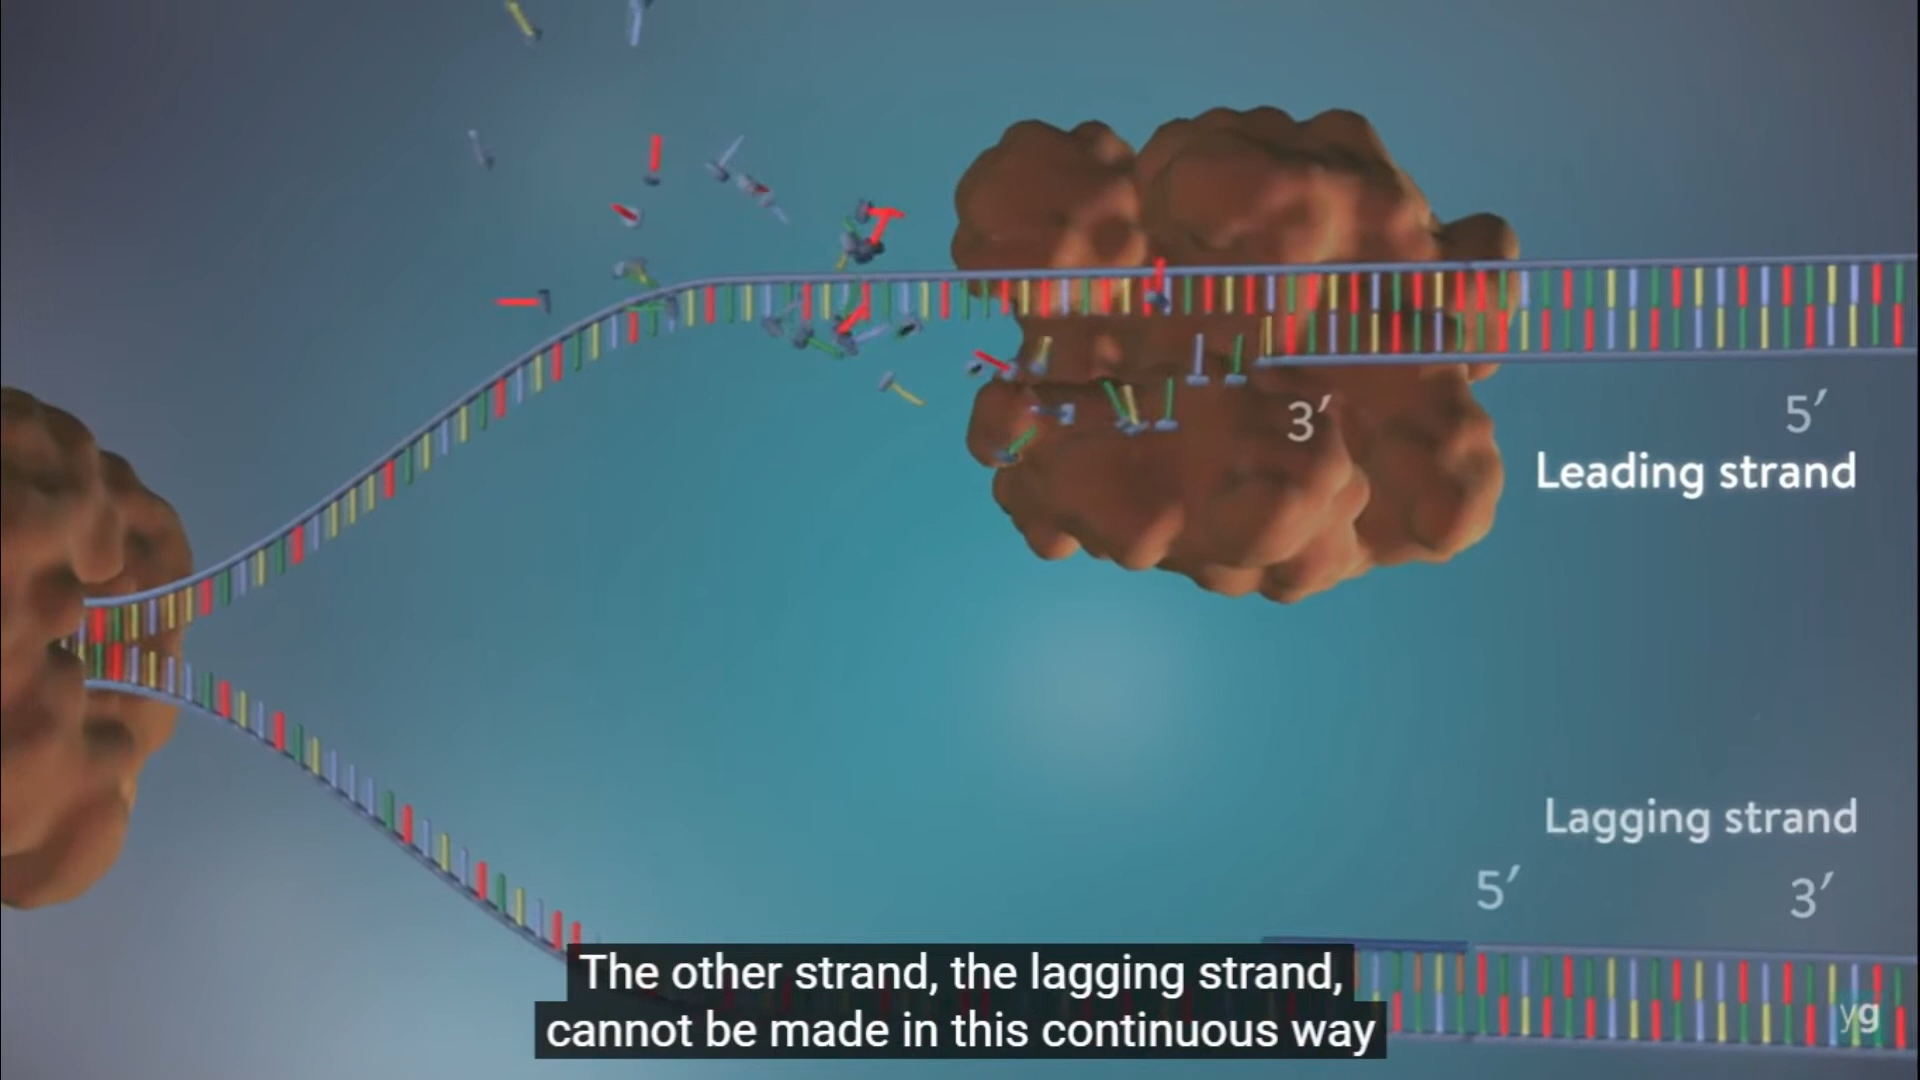 3′ 5′
Leading strand
Lagging strand
5′ 3′
The other strand, the lagging strand,
cannot be made in this continuous way
yg